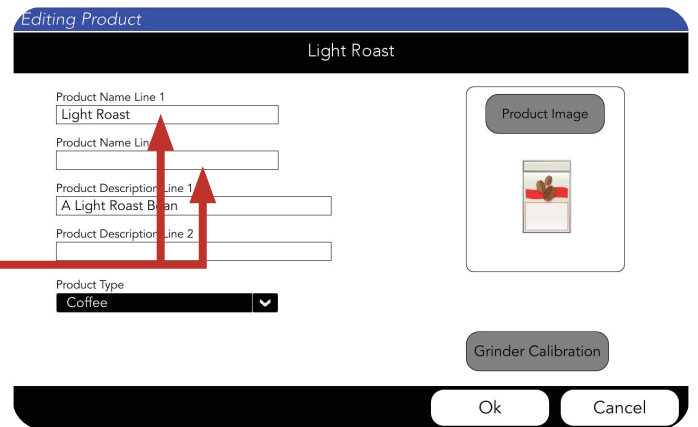 Editing Product
Light Roast
Product Name Line 1
Light Roast
Product Image
Product Name Lin
Product Description Line 1
A Light Roast Bean
Product Description Line 2
Product Type
Coffee
Grinder Calibration
Ok
Cancel